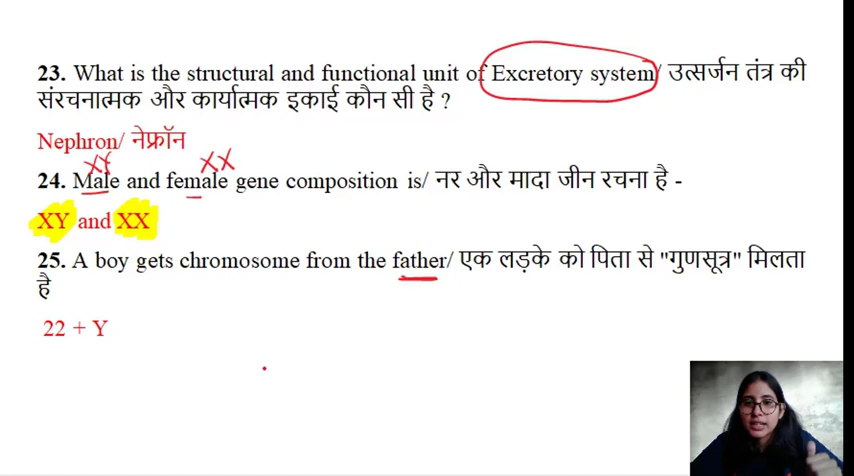 23. What is the structural and functional unit of Excretory system/ उत्सर्जन तंत्र की
संरचनात्मक और कार्यात्मक इकाई कौन सी है ?
Nephron/ नेफ्रॉन
XY XX
24. Male and female gene composition is/ नर और मादा जीन रचना है -
XY and XX
25. A boy gets chromosome from the father/ एक लड़के को पिता से "गुणसूत्र" मिलता
है
22 + Y